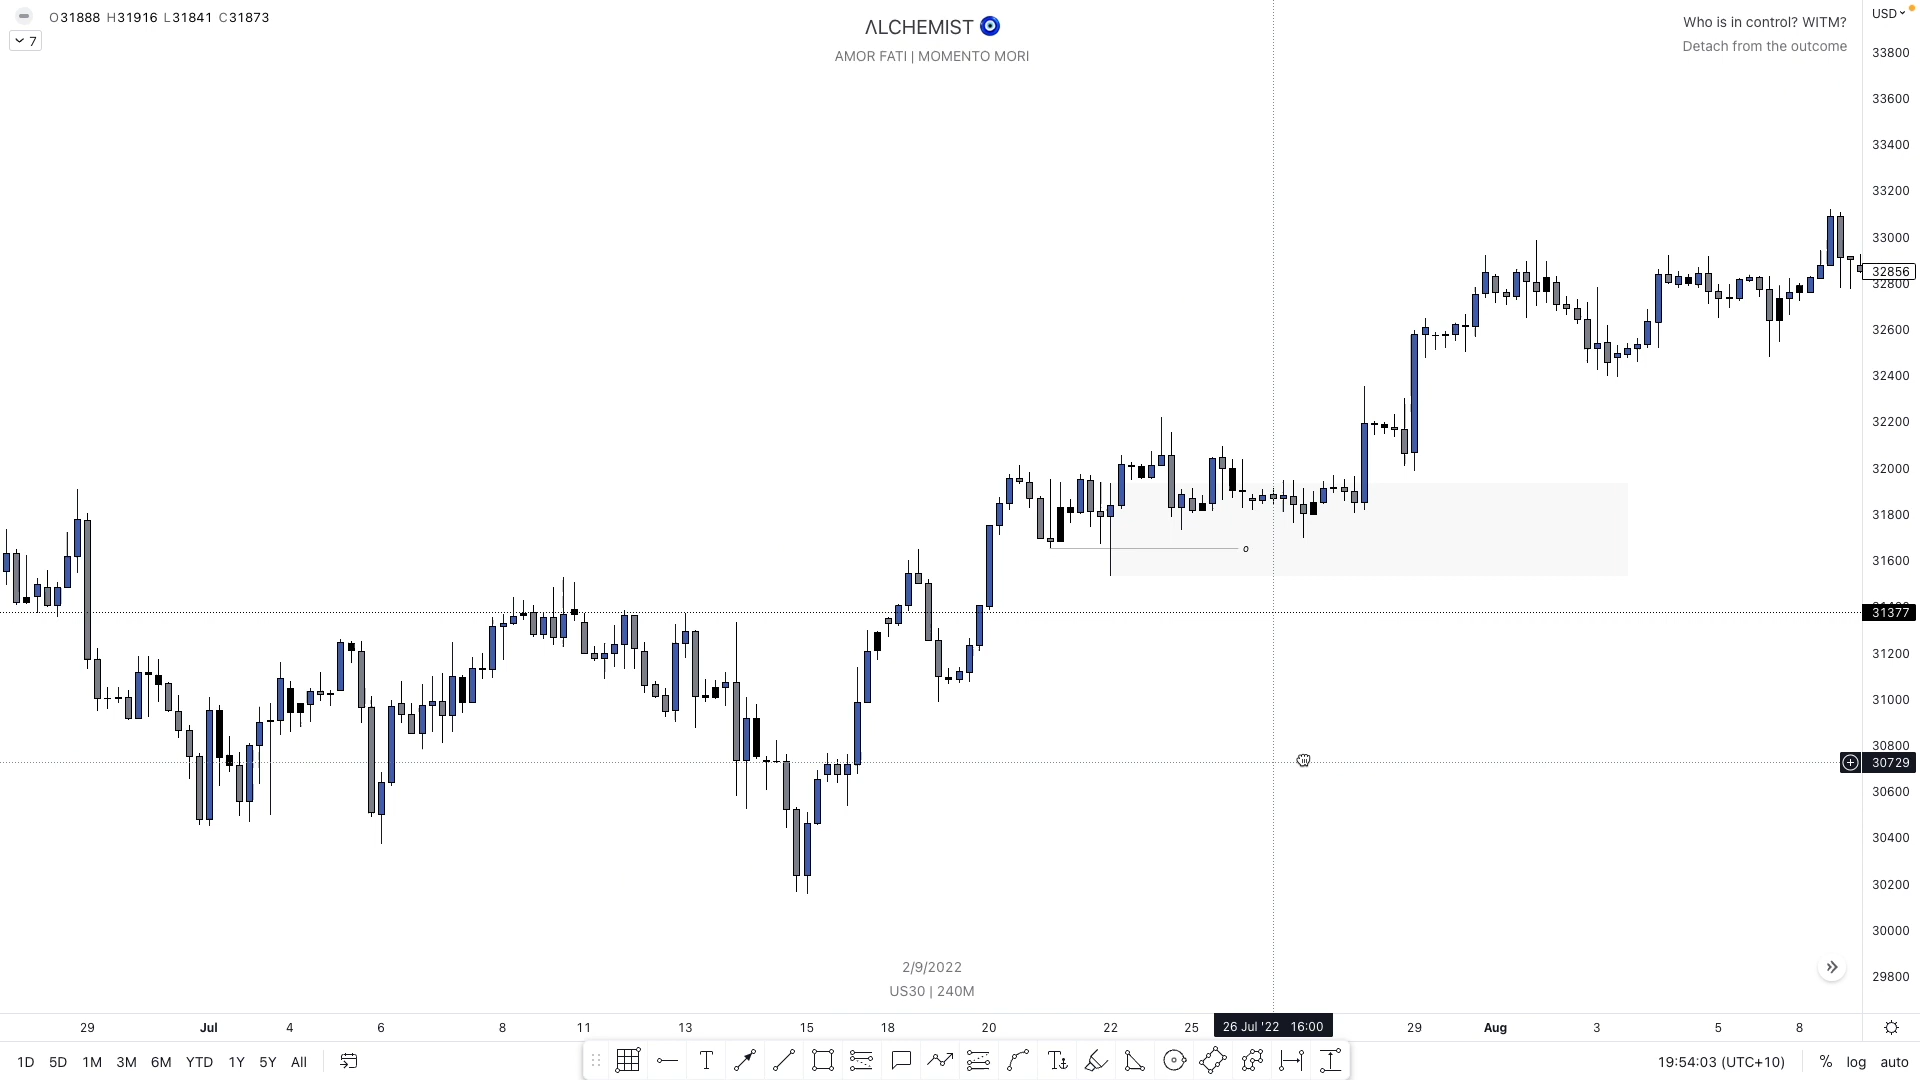 O31888 H31916 L31841 C31873
7
ΛLCHEMIST
AMOR FATI | MOMENTO MORI
Who is in control? WITM?
Detach from the outcome
USD
33800
33600
33400
33200
33000
32856
32800
32600
32400
32200
32000
31800
31600
31377
31200
31000
30800
30729
30600
30400
30200
30000
29800
o
2/9/2022
US30 | 240M
29 Jul 4 6 8 11 13 15 18 20 22 25 26 Jul '22 16:00 29 Aug 3 5 8
1D 5D 1M 3M 6M YTD 1Y 5Y All
19:54:03 (UTC+10) % log auto